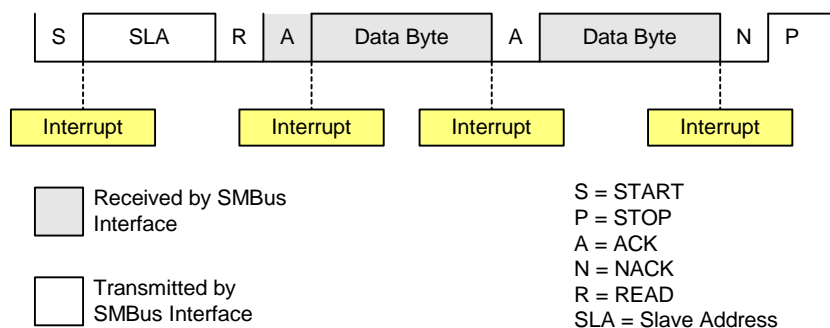 S SLA R A Data Byte A Data Byte N P
Interrupt Interrupt Interrupt Interrupt
Received by SMBus
Interface
Transmitted by
SMBus Interface
S = START
P = STOP
A = ACK
N = NACK
R = READ
SLA = Slave Address